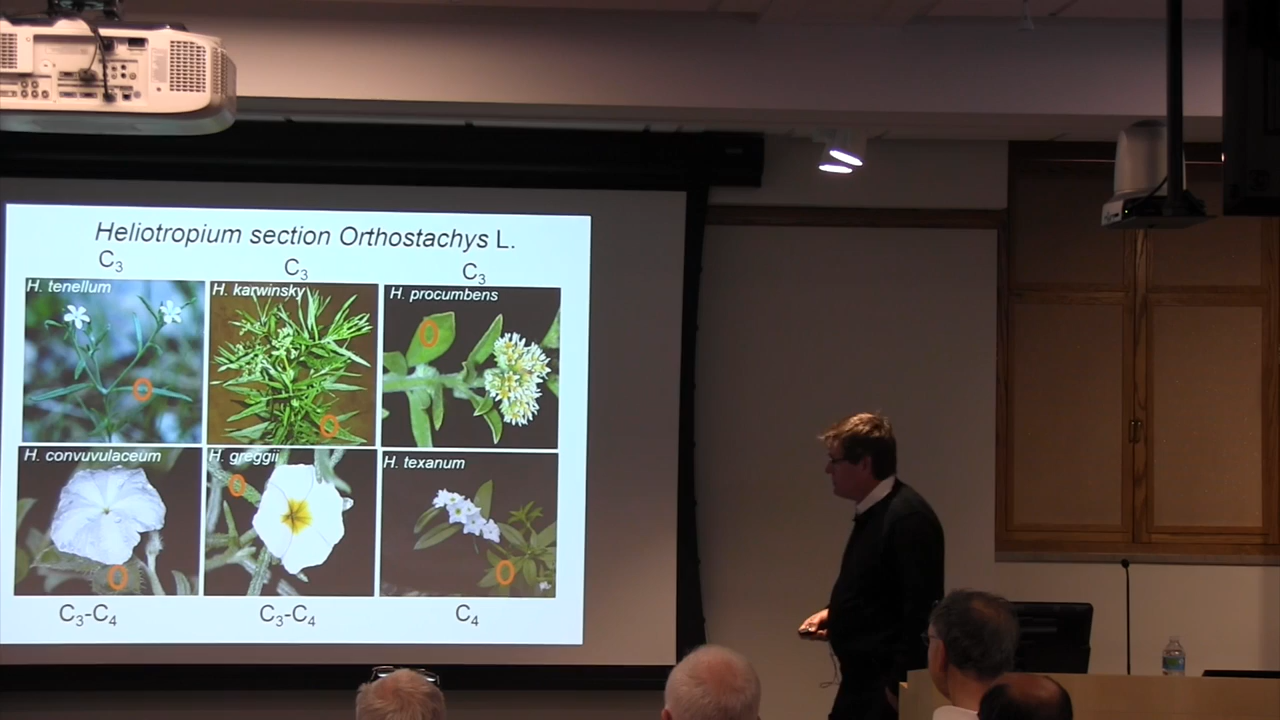 Heliotropium section Orthostachys L.
C₃ C₃ C₃
H. tenellum H. karwinsky H. procumbens
H. convuvulaceum H. greggii H. texanum
C₃-C₄ C₃-C₄ C₄